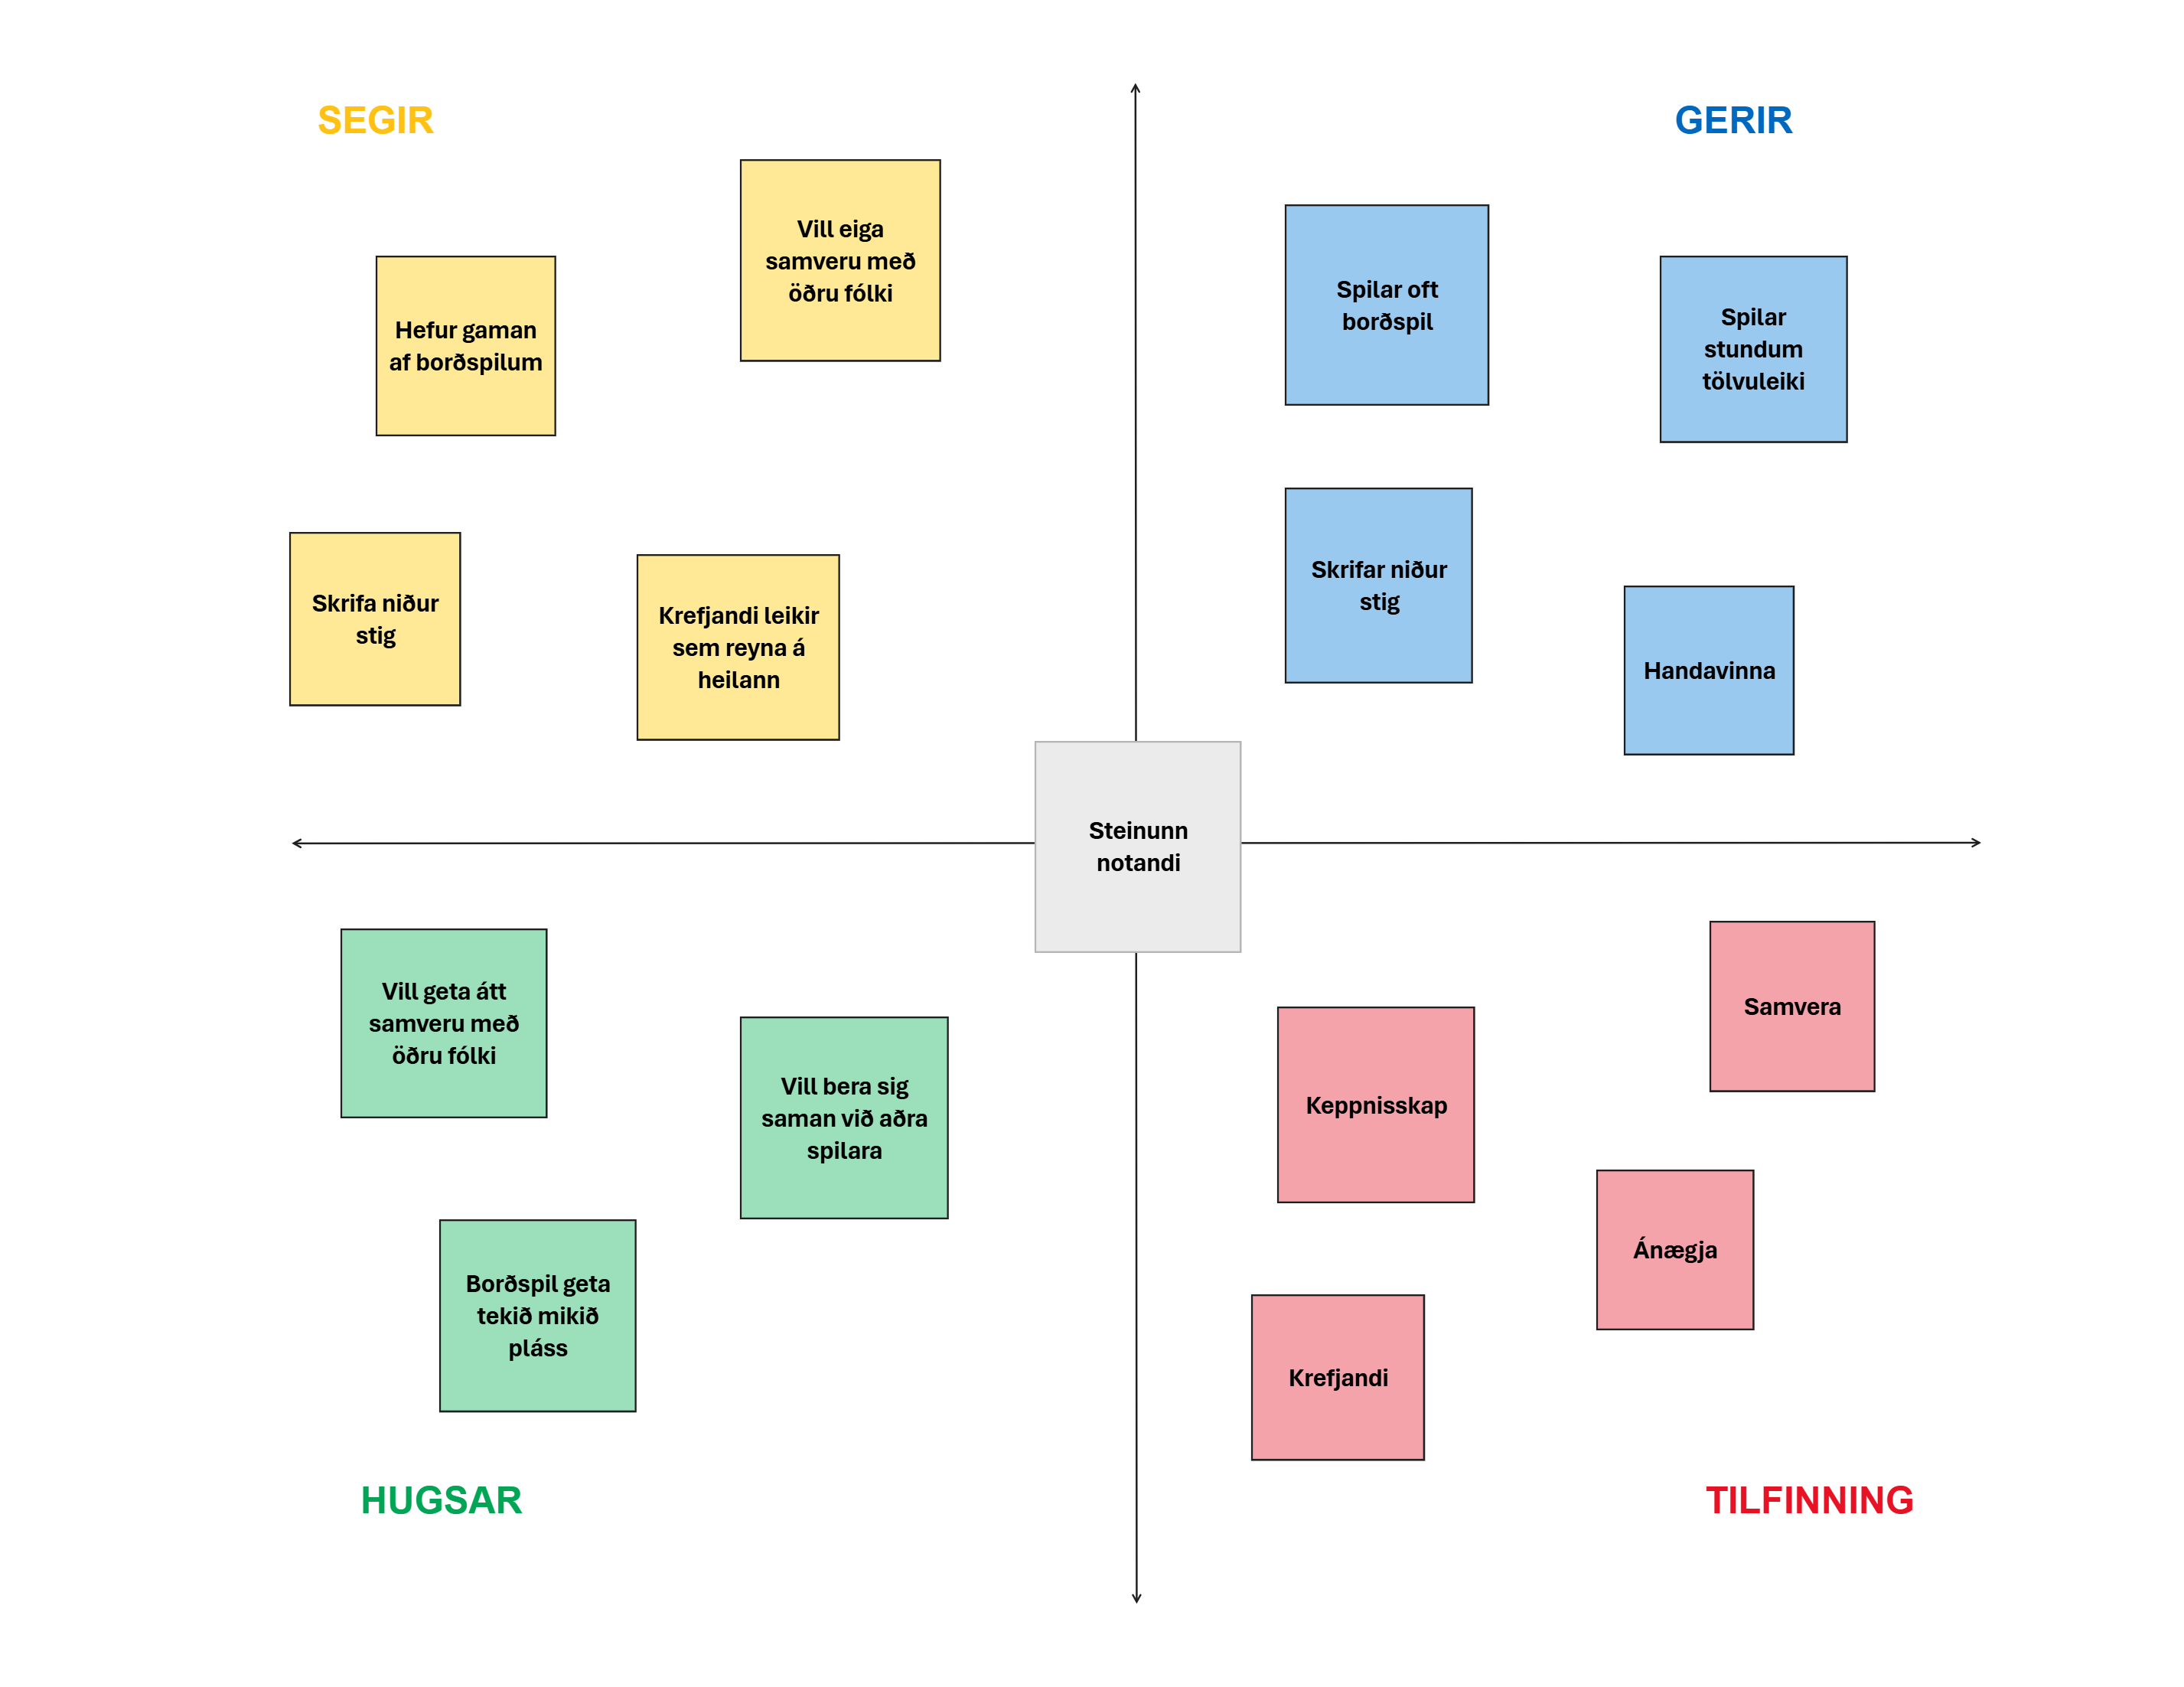 SEGIR
GERIR
Vill eiga
samveru með
öðru fólki
Hefur gaman
af borðspilum
Skrifa niður
stig
Krefjandi leikir
sem reyna á
heilann
Spilar oft
borðspil
Spilar
stundum
tölvuleiki
Skrifar niður
stig
Handavinna
Steinunn
notandi
Vill geta átt
samveru með
öðru fólki
Vill bera sig
saman við aðra
spilara
Borðspil geta
tekið mikið
pláss
Samvera
Keppnisskap
Ánægja
Krefjandi
HUGSAR
TILFINNING